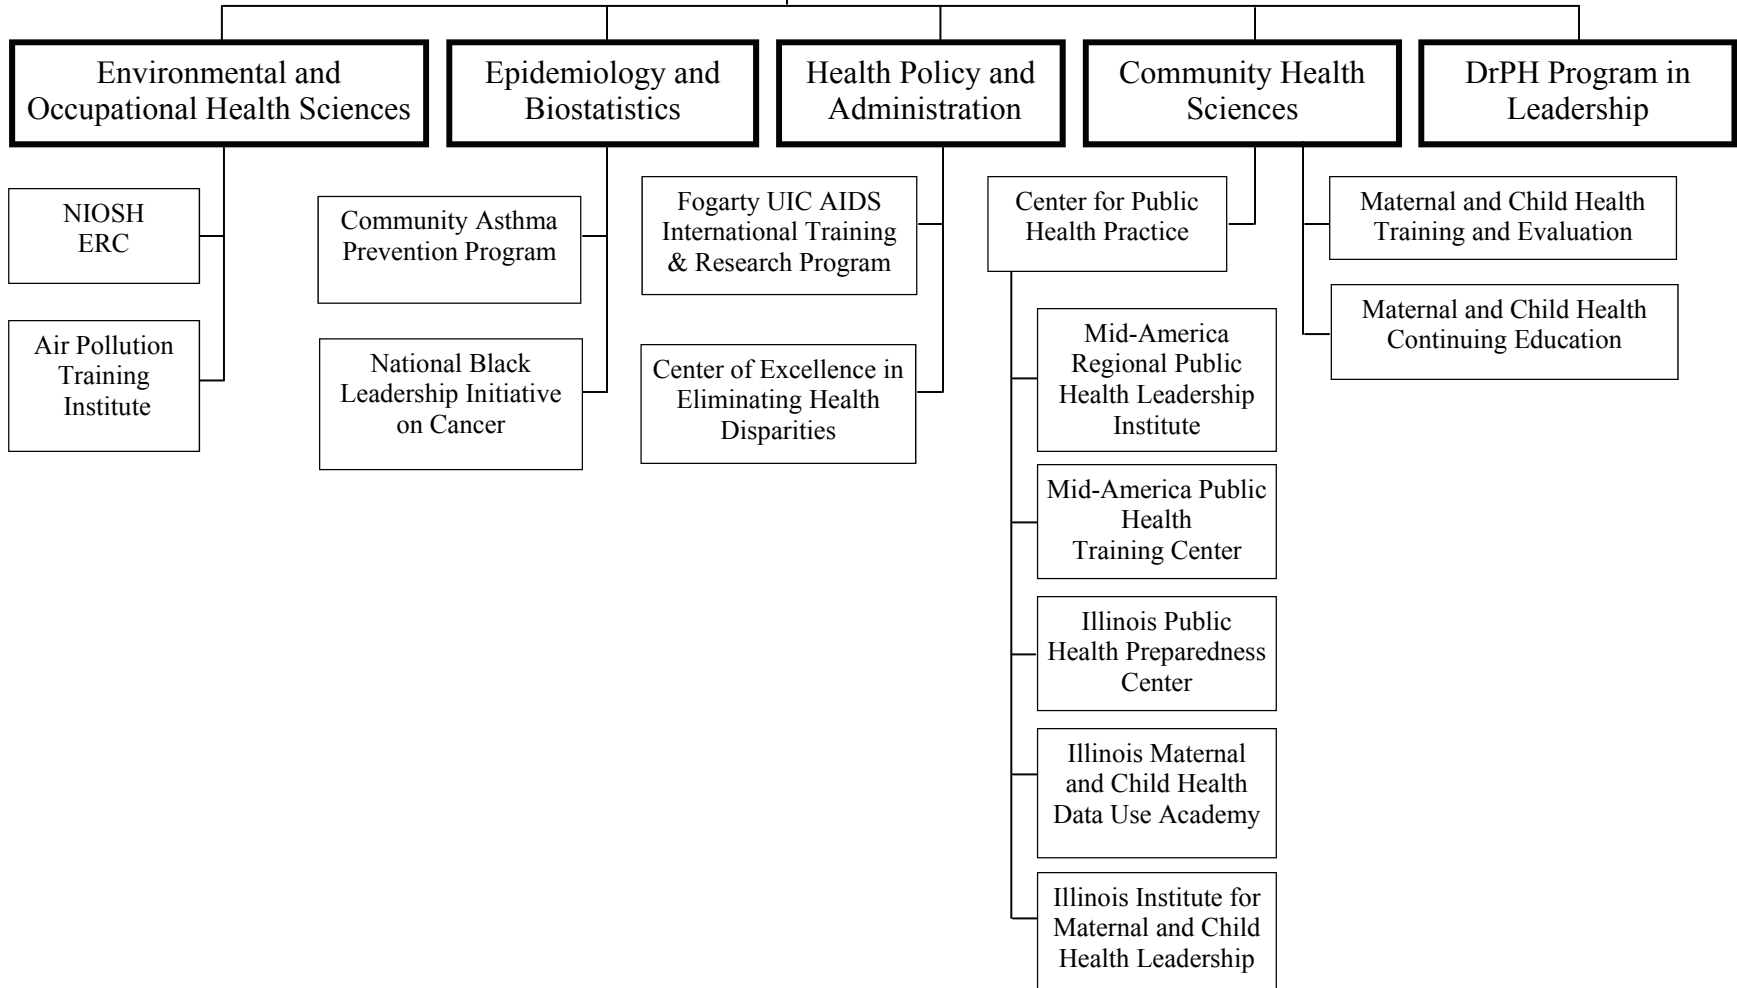 Environmental and
Occupational Health Sciences
Epidemiology and
Biostatistics
Health Policy and
Administration
Community Health
Sciences
DrPH Program in
Leadership
NIOSH
ERC
Air Pollution
Training
Institute
Community Asthma
Prevention Program
National Black
Leadership Initiative
on Cancer
Fogarty UIC AIDS
International Training
& Research Program
Center of Excellence in
Eliminating Health
Disparities
Center for Public
Health Practice
Mid-America
Regional Public
Health Leadership
Institute
Mid-America Public
Health
Training Center
Illinois Public
Health Preparedness
Center
Illinois Maternal
and Child Health
Data Use Academy
Illinois Institute for
Maternal and Child
Health Leadership
Maternal and Child Health
Training and Evaluation
Maternal and Child Health
Continuing Education